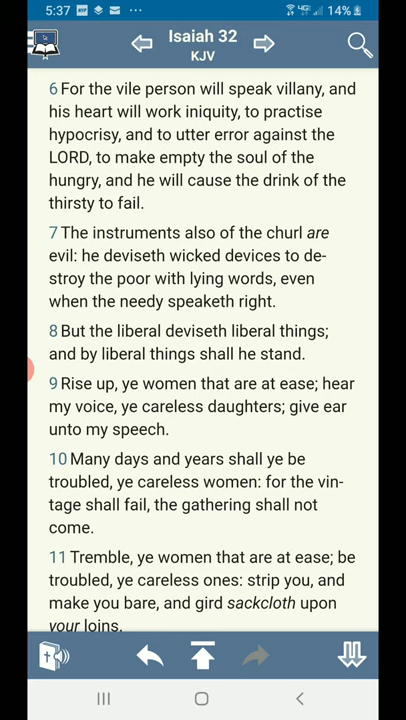 5:37 14%
Isaiah 32
KJV
6 For the vile person will speak villany, and
his heart will work iniquity, to practise
hypocrisy, and to utter error against the
LORD, to make empty the soul of the
hungry, and he will cause the drink of the
thirsty to fail.
7 The instruments also of the churl are
evil: he deviseth wicked devices to de-
stroy the poor with lying words, even
when the needy speaketh right.
8 But the liberal deviseth liberal things;
and by liberal things shall he stand.
9 Rise up, ye women that are at ease; hear
my voice, ye careless daughters; give ear
unto my speech.
10 Many days and years shall ye be
troubled, ye careless women: for the vin-
tage shall fail, the gathering shall not
come.
11 Tremble, ye women that are at ease; be
troubled, ye careless ones: strip you, and
make you bare, and gird sackcloth upon
your loins.